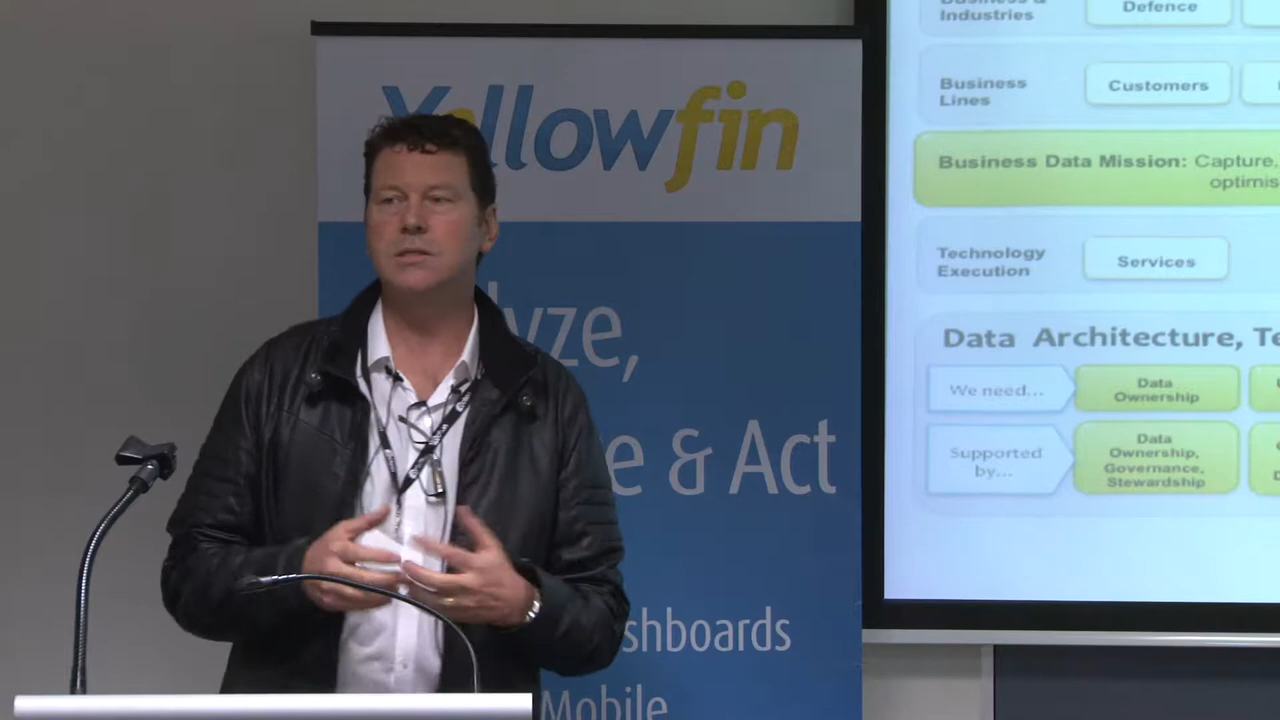 Yellowfin
lyze,
e & Act
shboards
Mobile
Business &
Industries
Defence
Business
Lines
Customers
Business Data Mission: Capture,
optimis
Technology
Execution
Services
Data Architecture, Te
We need...
Data
Ownership
Supported
by...
Data
Ownership,
Governance,
Stewardship